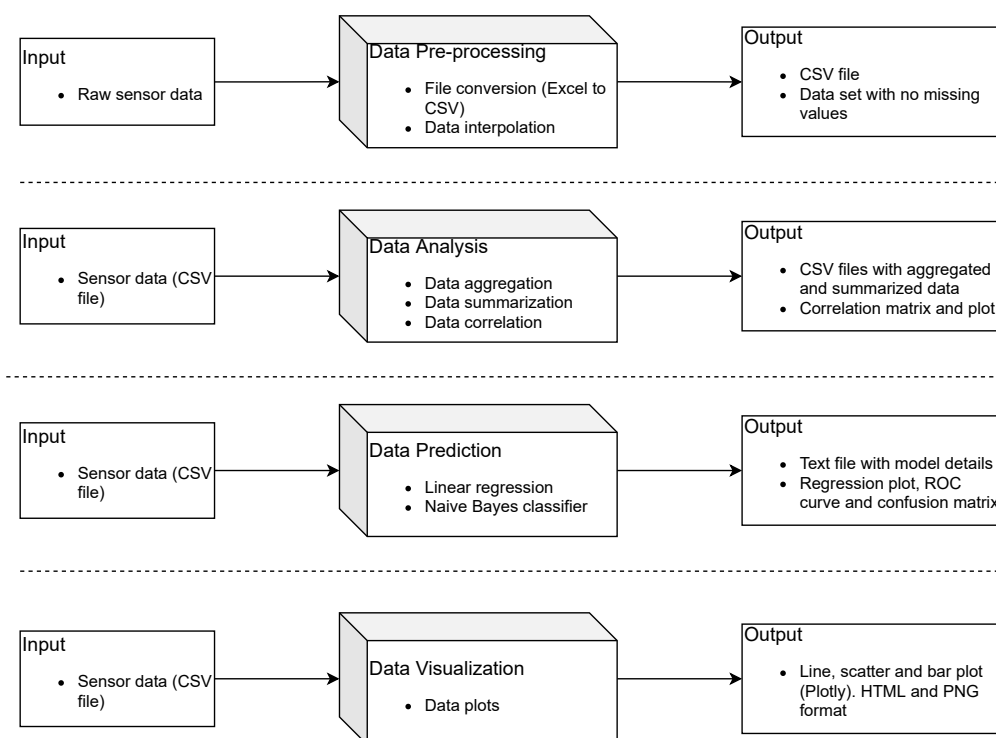 Input
• Raw sensor data
Data Pre-processing
• File conversion (Excel to
CSV)
• Data interpolation
Output
• CSV file
• Data set with no missing
values
Input
• Sensor data (CSV
file)
Data Analysis
• Data aggregation
• Data summarization
• Data correlation
Output
• CSV files with aggregated
and summarized data
• Correlation matrix and plot
Input
• Sensor data (CSV
file)
Data Prediction
• Linear regression
• Naive Bayes classifier
Output
• Text file with model details
• Regression plot, ROC
curve and confusion matrix
Input
• Sensor data (CSV
file)
Data Visualization
• Data plots
Output
• Line, scatter and bar plot
(Plotly). HTML and PNG
format